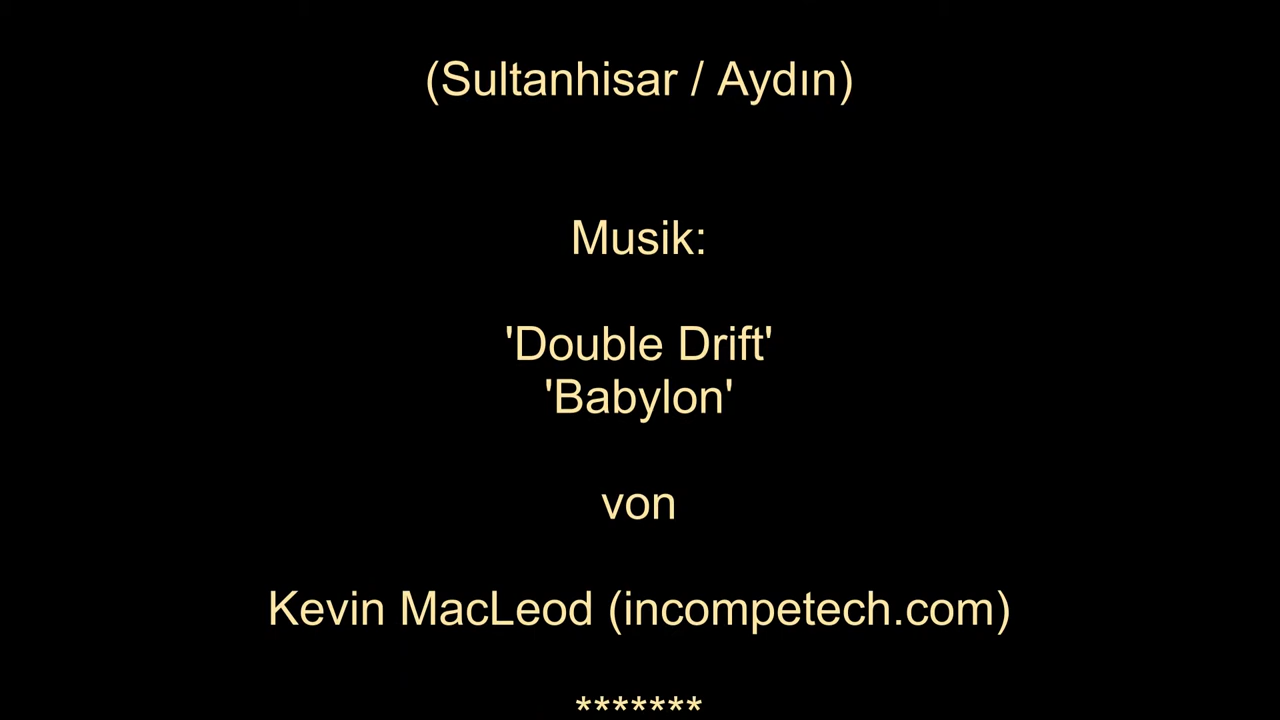 (Sultanhisar / Aydın)
Musik:
'Double Drift'
'Babylon'
von
Kevin MacLeod (incompetech.com)
*******